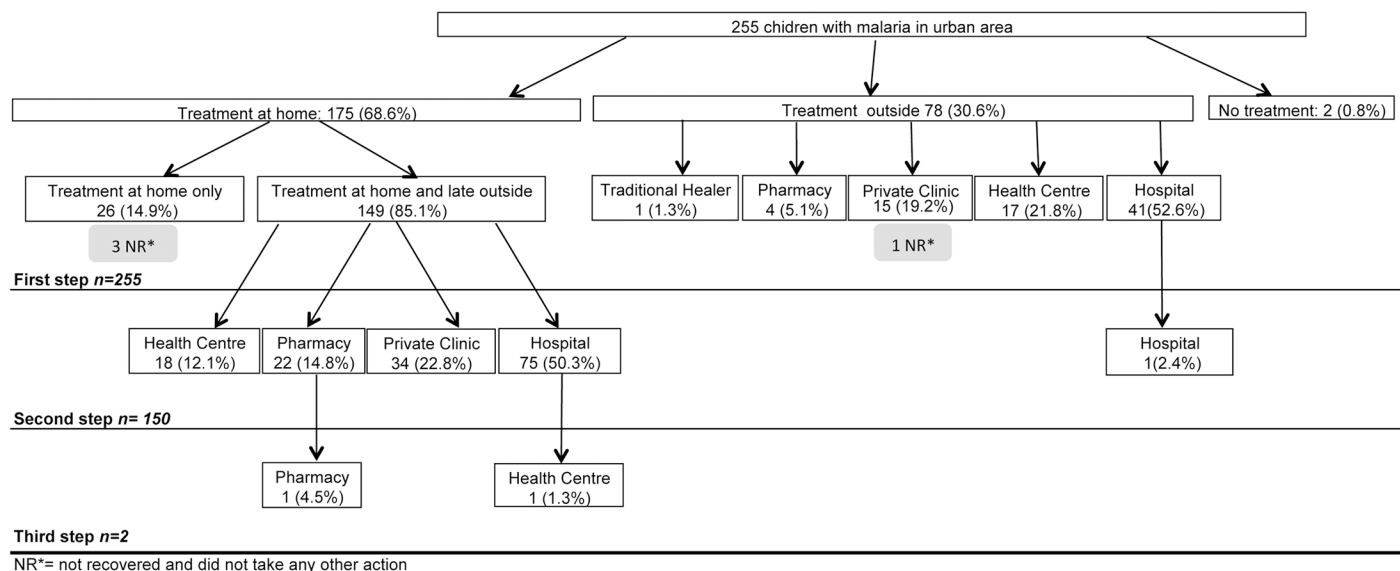 255 chidren with malaria in urban area
Treatment at home: 175 (68.6%)
Treatment outside 78 (30.6%)
No treatment: 2 (0.8%)
Treatment at home only
26 (14.9%)
Treatment at home and late outside
149 (85.1%)
Traditional Healer
1 (1.3%)
Pharmacy
4 (5.1%)
Private Clinic
15 (19.2%)
Health Centre
17 (21.8%)
Hospital
41(52.6%)
3 NR*
1 NR*
First step n=255
Health Centre
18 (12.1%)
Pharmacy
22 (14.8%)
Private Clinic
34 (22.8%)
Hospital
75 (50.3%)
Hospital
1(2.4%)
Second step n= 150
Pharmacy
1 (4.5%)
Health Centre
1 (1.3%)
Third step n=2
NR*= not recovered and did not take any other action